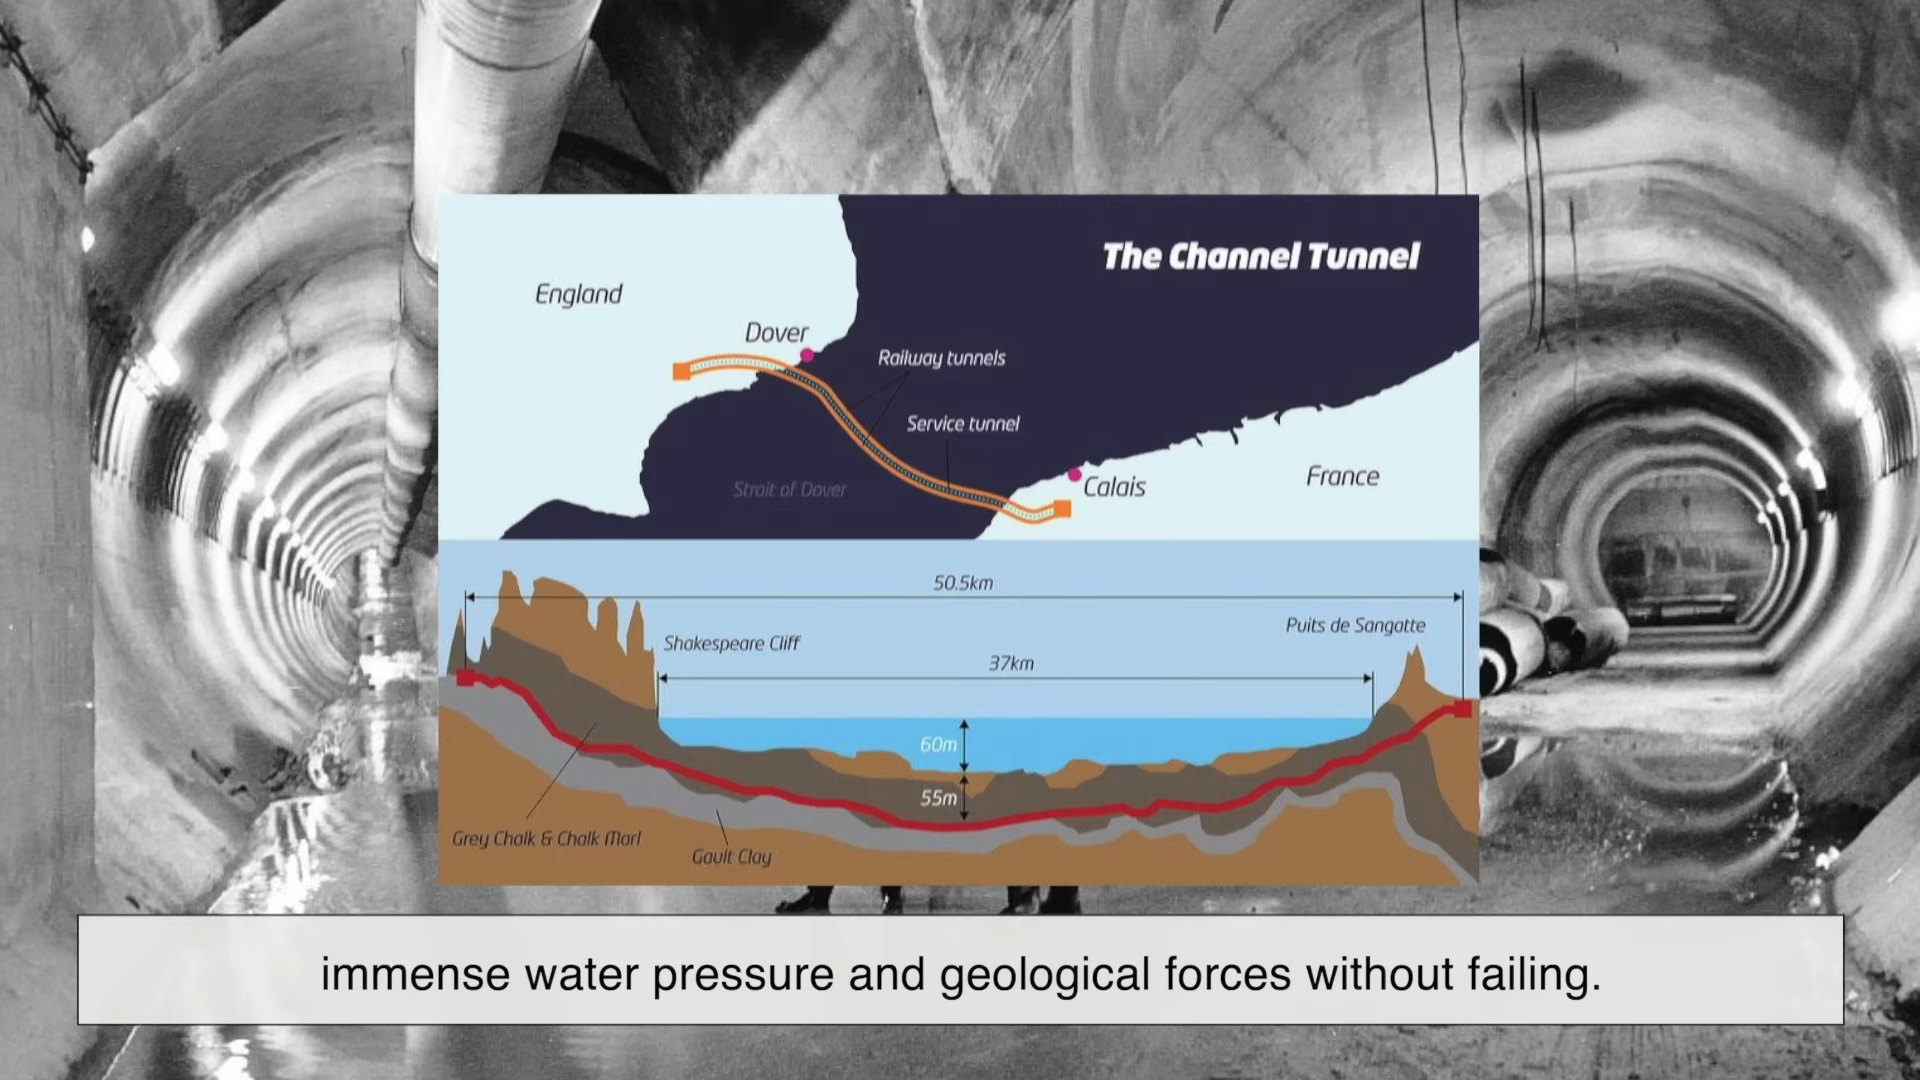 The Channel Tunnel
England
Dover
Railway tunnels
Service tunnel
Strait of Dover
Calais
France
50.5km
Shakespeare Cliff
Puits de Sangatte
37km
60m
55m
Grey Chalk & Chalk Marl
Gault Clay
immense water pressure and geological forces without failing.